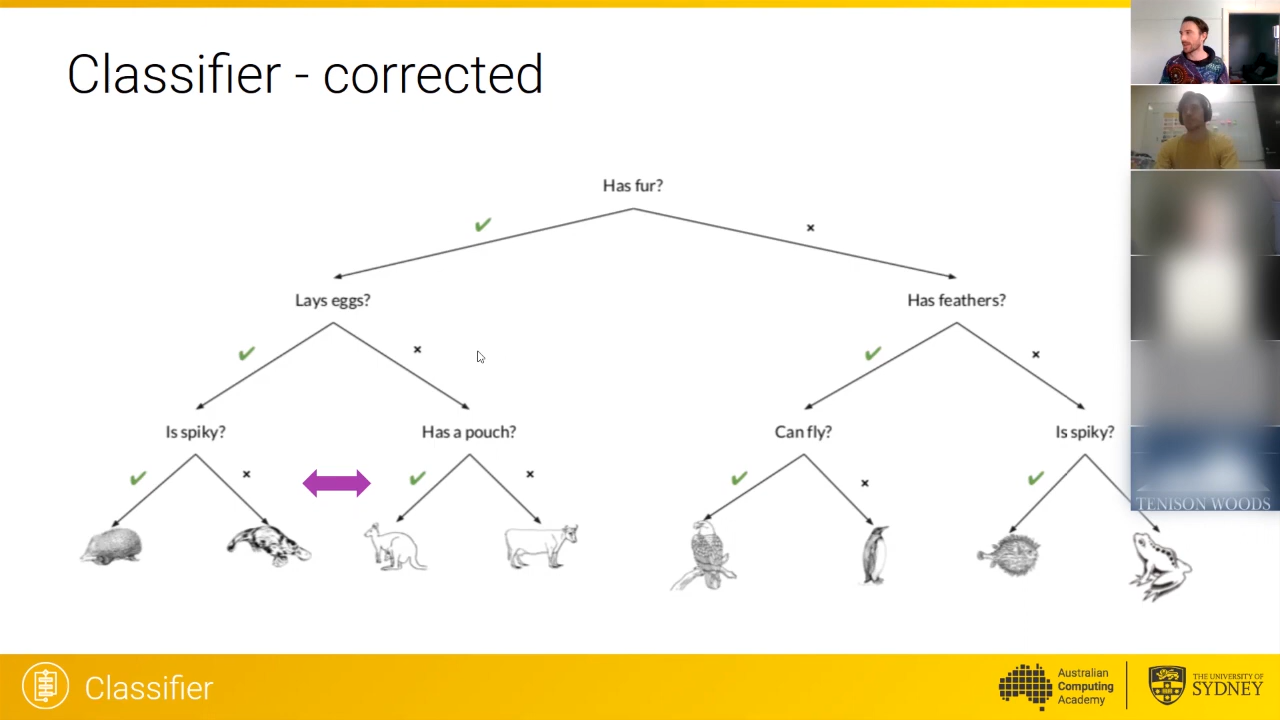 Classifier - corrected
Has fur?
Lays eggs?
Has feathers?
Is spiky?
Has a pouch?
Can fly?
Is spiky?
TENISON WOODS
Classifier
Australian
Computing
Academy
THE UNIVERSITY OF
SYDNEY